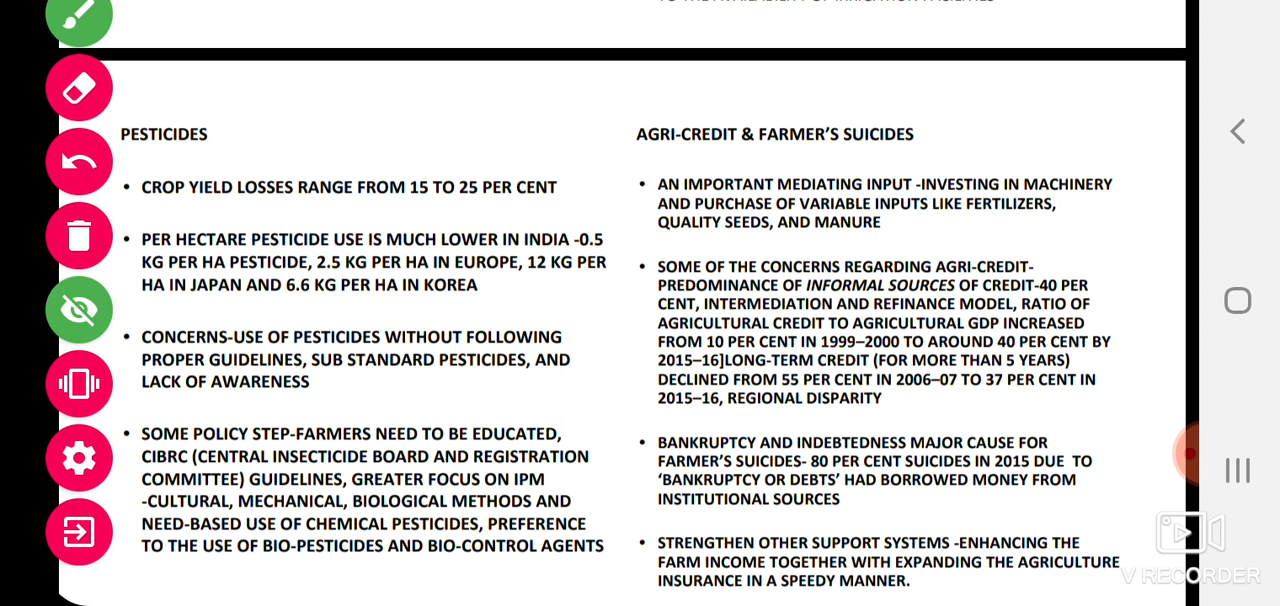 PESTICIDES
• CROP YIELD LOSSES RANGE FROM 15 TO 25 PER CENT
• PER HECTARE PESTICIDE USE IS MUCH LOWER IN INDIA -0.5
KG PER HA PESTICIDE, 2.5 KG PER HA IN EUROPE, 12 KG PER
HA IN JAPAN AND 6.6 KG PER HA IN KOREA
• CONCERNS-USE OF PESTICIDES WITHOUT FOLLOWING
PROPER GUIDELINES, SUB STANDARD PESTICIDES, AND
LACK OF AWARENESS
• SOME POLICY STEP-FARMERS NEED TO BE EDUCATED,
CIBRC (CENTRAL INSECTICIDE BOARD AND REGISTRATION
COMMITTEE) GUIDELINES, GREATER FOCUS ON IPM
-CULTURAL, MECHANICAL, BIOLOGICAL METHODS AND
NEED-BASED USE OF CHEMICAL PESTICIDES, PREFERENCE
TO THE USE OF BIO-PESTICIDES AND BIO-CONTROL AGENTS
AGRI-CREDIT & FARMER'S SUICIDES
• AN IMPORTANT MEDIATING INPUT -INVESTING IN MACHINERY
AND PURCHASE OF VARIABLE INPUTS LIKE FERTILIZERS,
QUALITY SEEDS, AND MANURE
• SOME OF THE CONCERNS REGARDING AGRI-CREDIT-
PREDOMINANCE OF INFORMAL SOURCES OF CREDIT-40 PER
CENT, INTERMEDIATION AND REFINANCE MODEL, RATIO OF
AGRICULTURAL CREDIT TO AGRICULTURAL GDP INCREASED
FROM 10 PER CENT IN 1999–2000 TO AROUND 40 PER CENT BY
2015–16]LONG-TERM CREDIT (FOR MORE THAN 5 YEARS)
DECLINED FROM 55 PER CENT IN 2006–07 TO 37 PER CENT IN
2015–16, REGIONAL DISPARITY
• BANKRUPTCY AND INDEBTEDNESS MAJOR CAUSE FOR
FARMER'S SUICIDES- 80 PER CENT SUICIDES IN 2015 DUE TO
'BANKRUPTCY OR DEBTS' HAD BORROWED MONEY FROM
INSTITUTIONAL SOURCES
• STRENGTHEN OTHER SUPPORT SYSTEMS -ENHANCING THE
FARM INCOME TOGETHER WITH EXPANDING THE AGRICULTURE
INSURANCE IN A SPEEDY MANNER.
V RECORDER